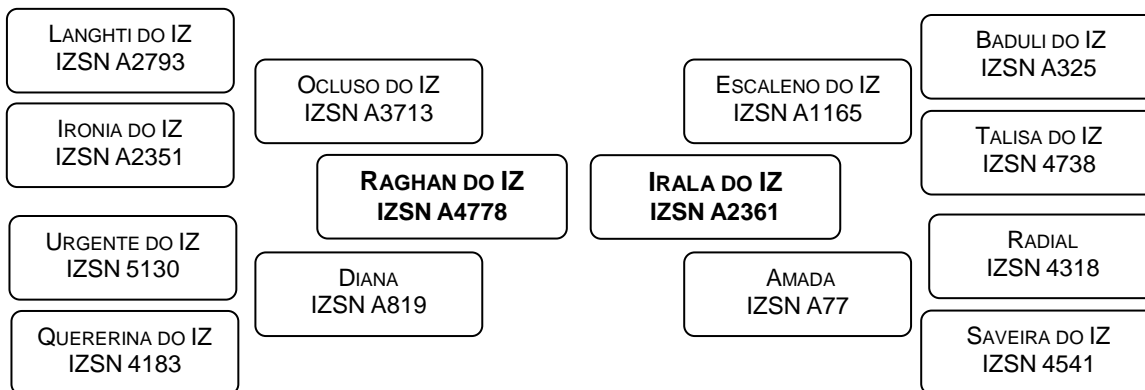 Langhti do IZ
IZSN A2793
Ocluso do IZ
IZSN A3713
Ironia do IZ
IZSN A2351
Raghan do IZ
IZSN A4778
Urgente do IZ
IZSN 5130
Diana
IZSN A819
Quererina do IZ
IZSN 4183
Baduli do IZ
IZSN A325
Escaleno do IZ
IZSN A1165
Talisa do IZ
IZSN 4738
Irala do IZ
IZSN A2361
Radial
IZSN 4318
Amada
IZSN A77
Saveira do IZ
IZSN 4541